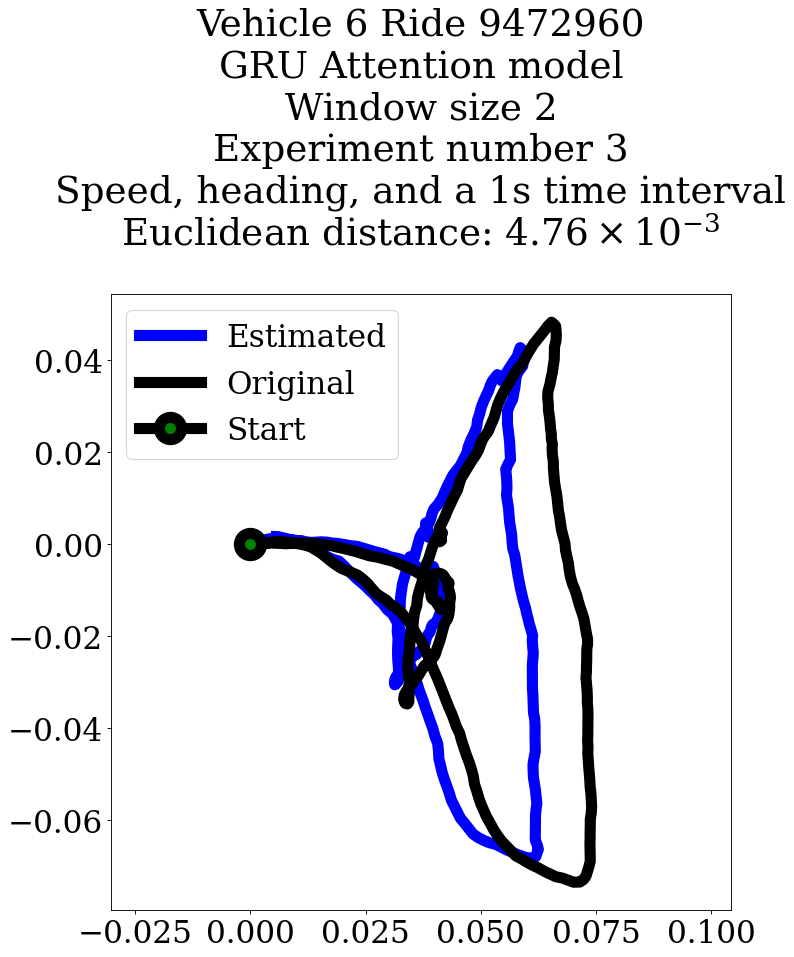 Vehicle 6 Ride 9472960
GRU Attention model
Window size 2
Experiment number 3
Speed, heading, and a 1s time interval
Euclidean distance: 4.76 × 10⁻³
Estimated
Original
Start
0.04
0.02
0.00
−0.02
−0.04
−0.06
−0.025 0.000 0.025 0.050 0.075 0.100